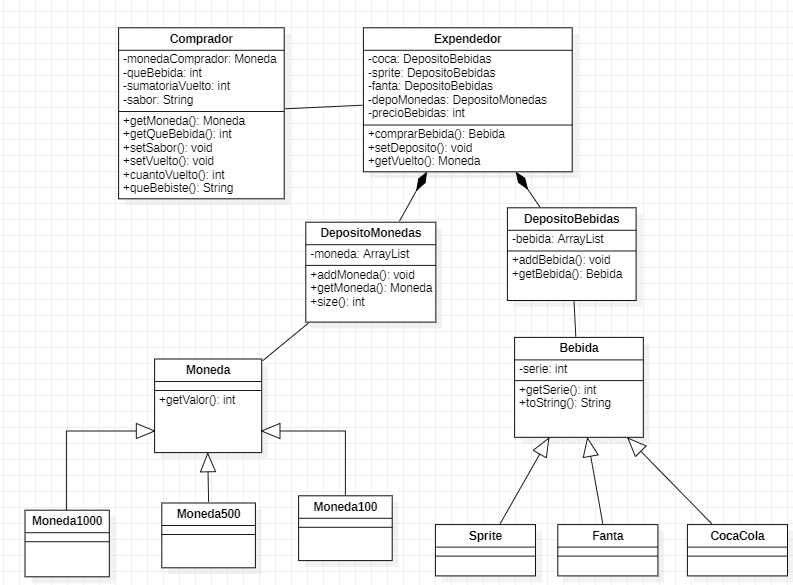 Comprador
-monedaComprador: Moneda
-queBebida: int
-sumatoriaVuelto: int
-sabor: String
+getMoneda(): Moneda
+getQueBebida(): int
+setSabor(): void
+setVuelto(): void
+cuantoVuelto(): int
+queBebiste(): String
Expendedor
-coca: DepositoBebidas
-sprite: DepositoBebidas
-fanta: DepositoBebidas
-depoMonedas: DepositoMonedas
-precioBebidas: int
+comprarBebida(): Bebida
+setDeposito(): void
+getVuelto(): Moneda
DepositoMonedas
-moneda: ArrayList
+addMoneda(): void
+getMoneda(): Moneda
+size(): int
DepositoBebidas
-bebida: ArrayList
+addBebida(): void
+getBebida(): Bebida
Moneda
+getValor(): int
Bebida
-serie: int
+getSerie(): int
+toString(): String
Moneda1000
Moneda500
Moneda100
Sprite
Fanta
CocaCola